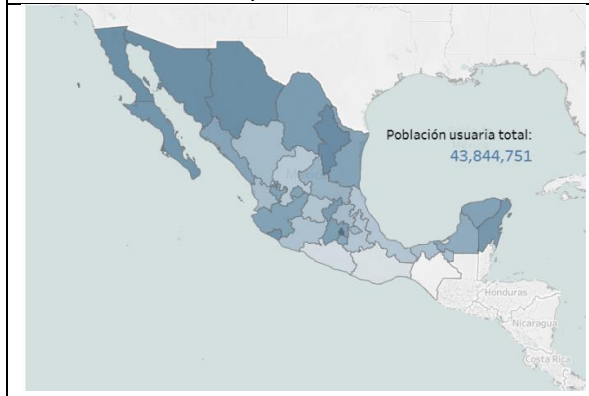 Población usuaria total:
43,844,751
Honduras
Nicaragua
Costa Rica